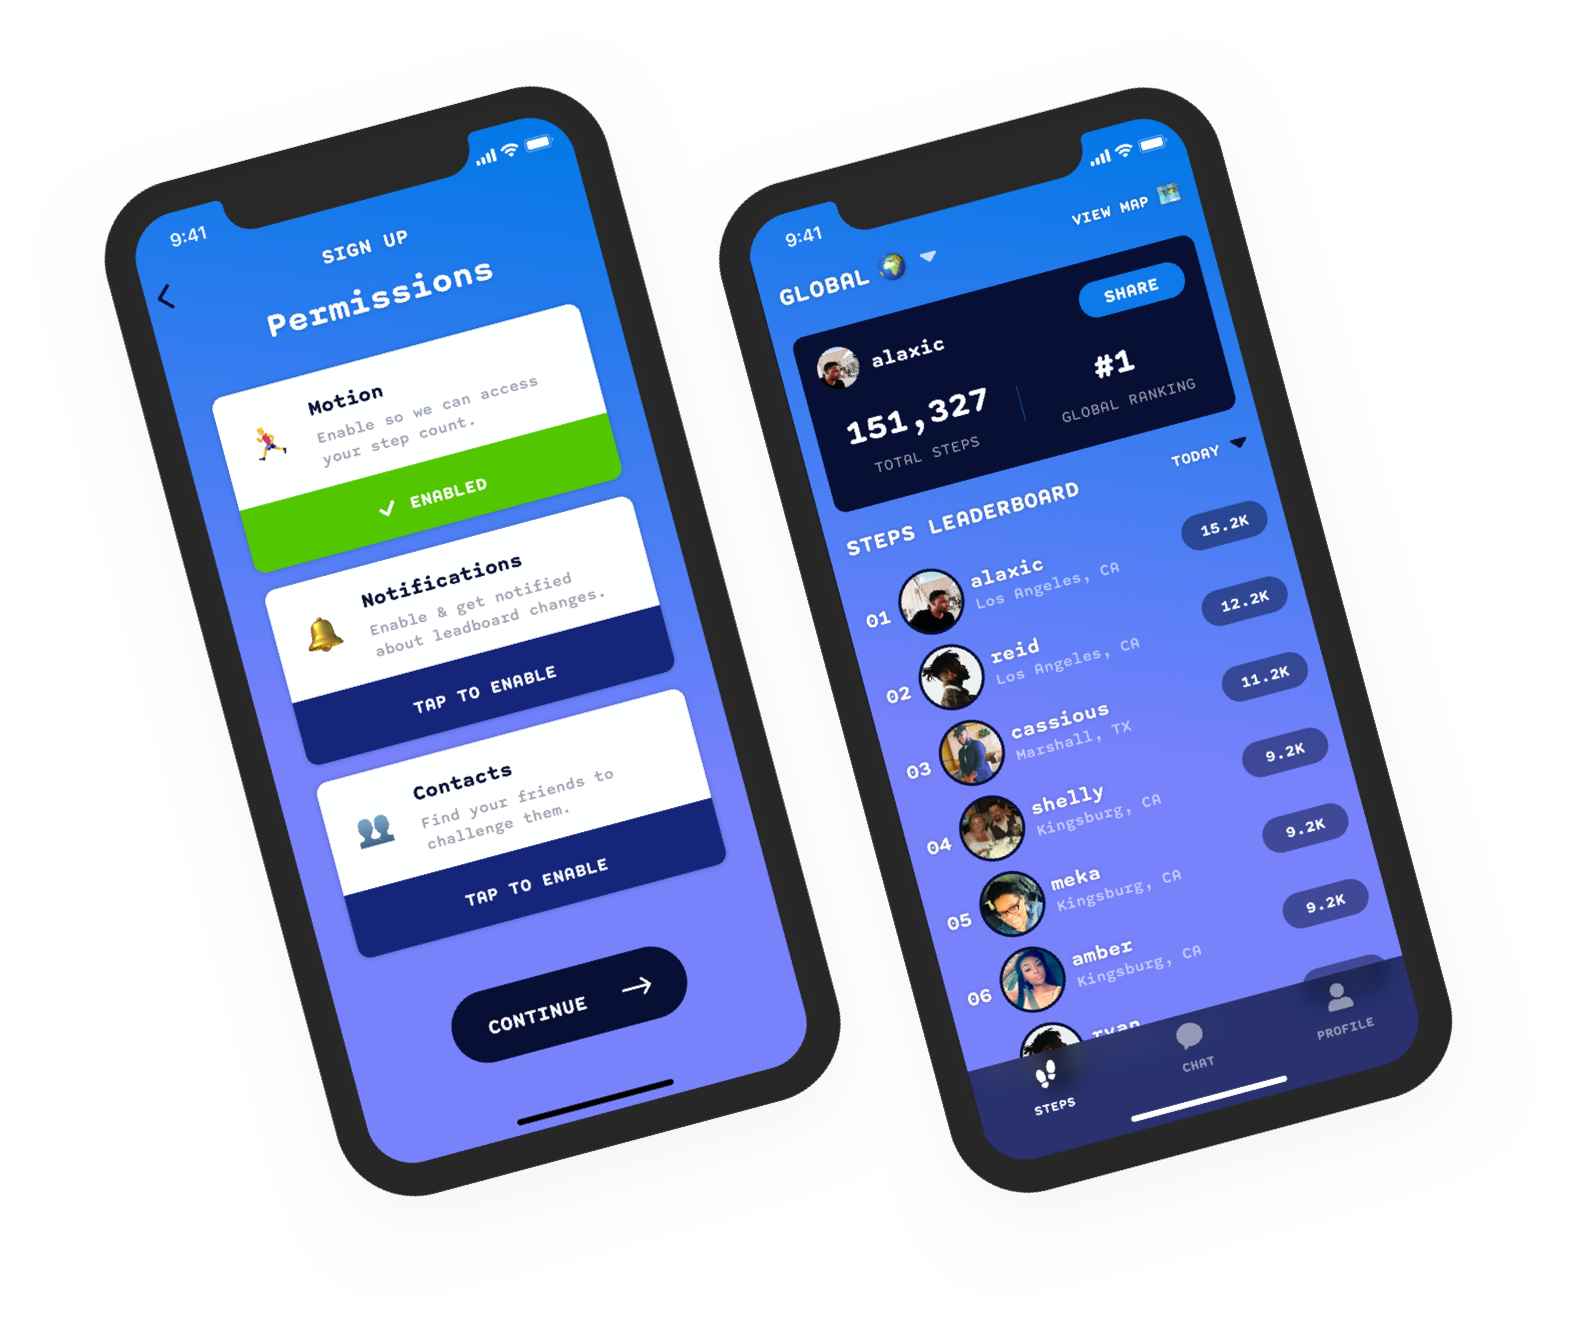 9:41
SIGN UP
Permissions
Motion
Enable so we can access
your step count.
ENABLED
Notifications
Enable & get notified
about leadboard changes.
TAP TO ENABLE
Contacts
Find your friends to
challenge them.
TAP TO ENABLE
CONTINUE
9:41
VIEW MAP
GLOBAL
SHARE
alaxic
151,327
TOTAL STEPS
#1
GLOBAL RANKING
TODAY
STEPS LEADERBOARD
01 alaxic 15.2K
Los Angeles, CA
02 reid 12.2K
Los Angeles, CA
03 cassious 11.2K
Marshall, TX
04 shelly 9.2K
Kingsburg, CA
05 meka 9.2K
Kingsburg, CA
06 amber 9.2K
Kingsburg, CA
ryan
STEPS
CHAT
PROFILE